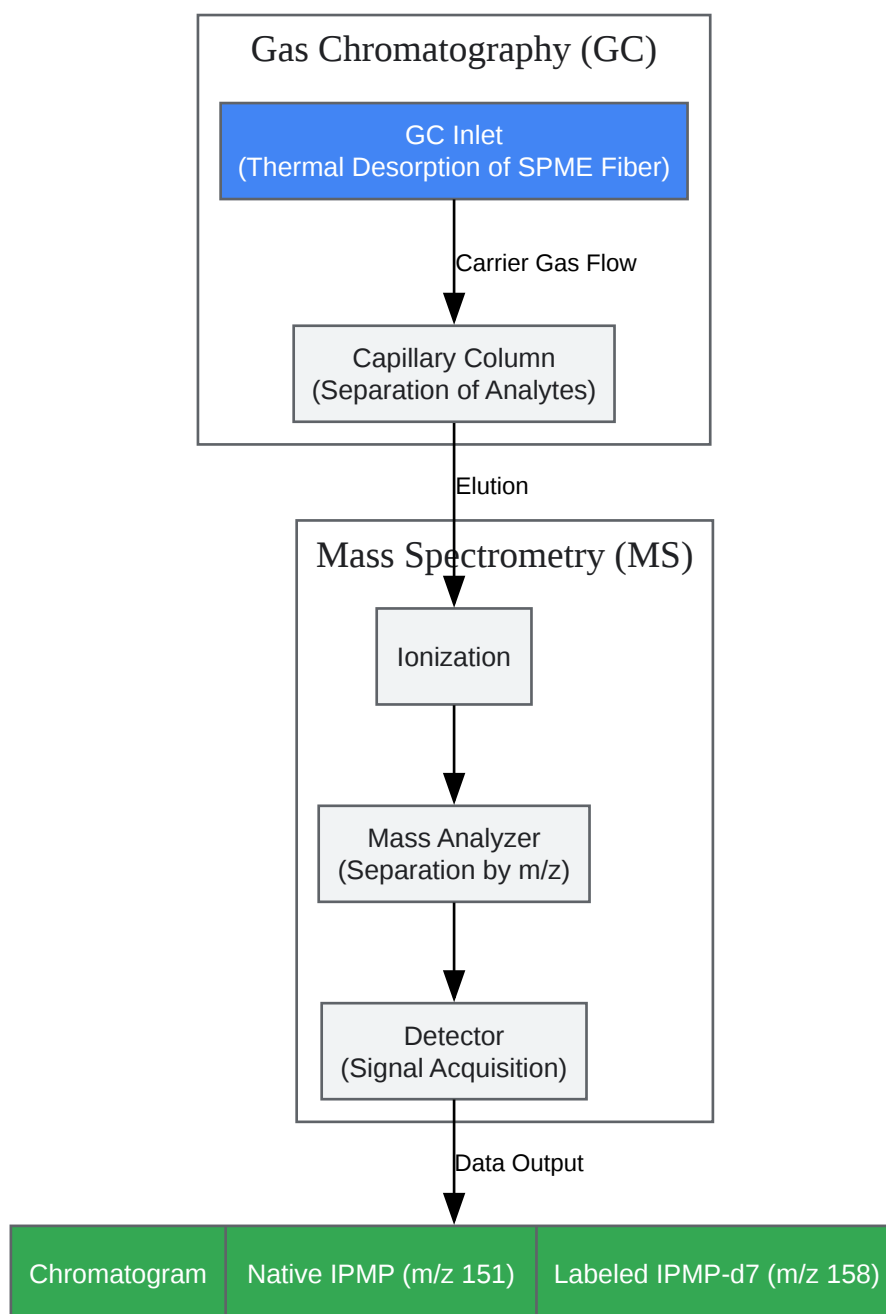 Gas Chromatography (GC)
GC Inlet
(Thermal Desorption of SPME Fiber)
Carrier Gas Flow
Capillary Column
(Separation of Analytes)
Elution
Mass Spectrometry (MS)
Ionization
Mass Analyzer
(Separation by m/z)
Detector
(Signal Acquisition)
Data Output
Chromatogram
Native IPMP (m/z 151)
Labeled IPMP-d7 (m/z 158)